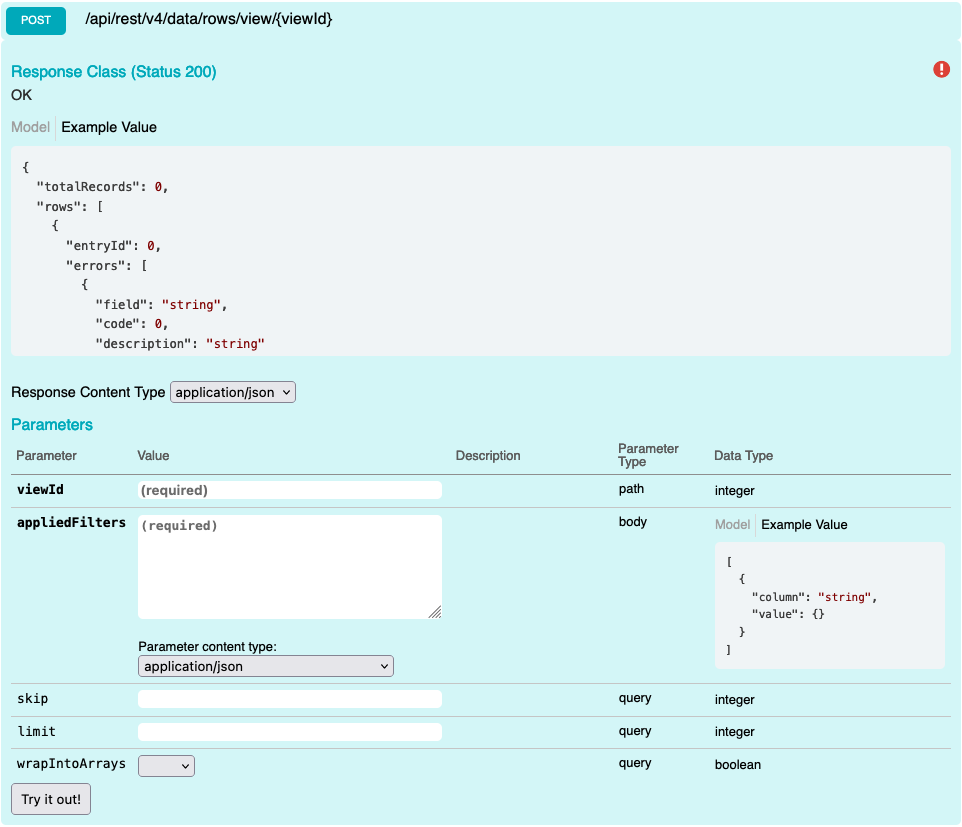 POST /api/rest/v4/data/rows/view/{viewId}
Response Class (Status 200)
OK
Model Example Value
{
"totalRecords": 0,
"rows": [
{
"entryId": 0,
"errors": [
{
"field": "string",
"code": 0,
"description": "string"
Response Content Type application/json
Parameters
Parameter Value Description Parameter Type Data Type
viewId (required) path integer
appliedFilters (required) body Model Example Value
[
{
"column": "string",
"value": {}
}
]
Parameter content type:
application/json
skip query integer
limit query integer
wrapIntoArrays query boolean
Try it out!